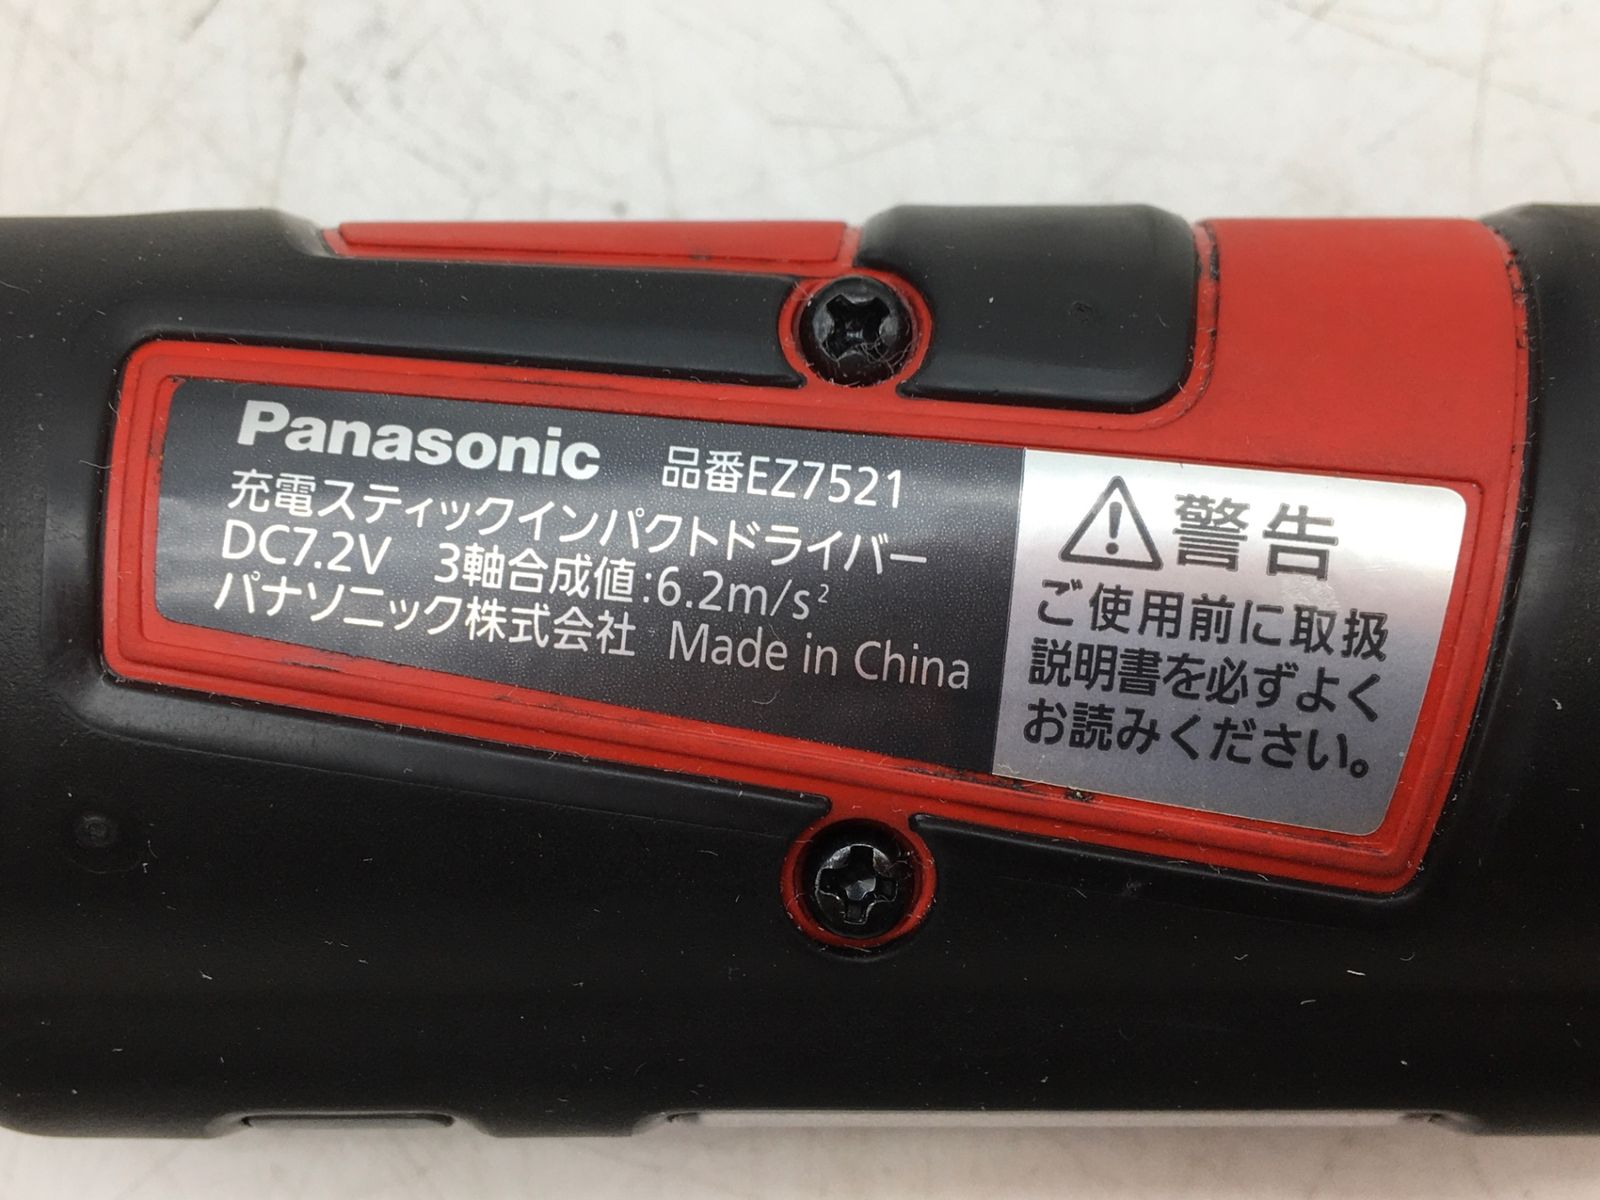 Panasonic 品番EZ7521
充電スティックインパクトドライバー
DC7.2V 3軸合成値:6.2m/s²
パナソニック株式会社 Made in China
警告
ご使用前に取扱
説明書を必ずよく
お読みください。